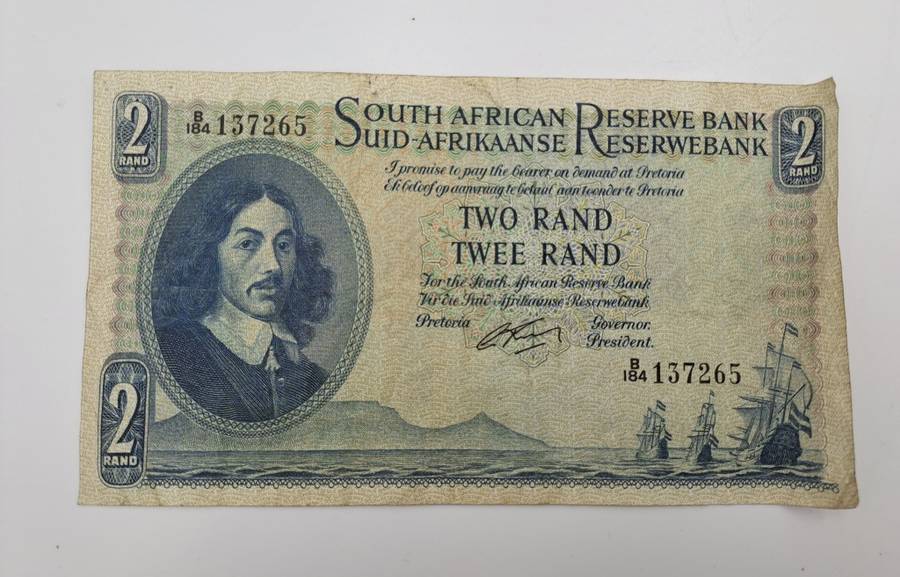 2
RAND
B/184 137265
SOUTH AFRICAN RESERVE BANK
SUID-AFRIKAANSE RESERWEBANK
2
RAND
I promise to pay the bearer on demand at Pretoria
Ek beloof op aanvraag te betaal aan toonder te Pretoria
TWO RAND
TWEE RAND
For the South African Reserve Bank
Vir die Suid-Afrikaanse Reserwebank
Pretoria
Governor.
President.
B/184 137265
2
RAND